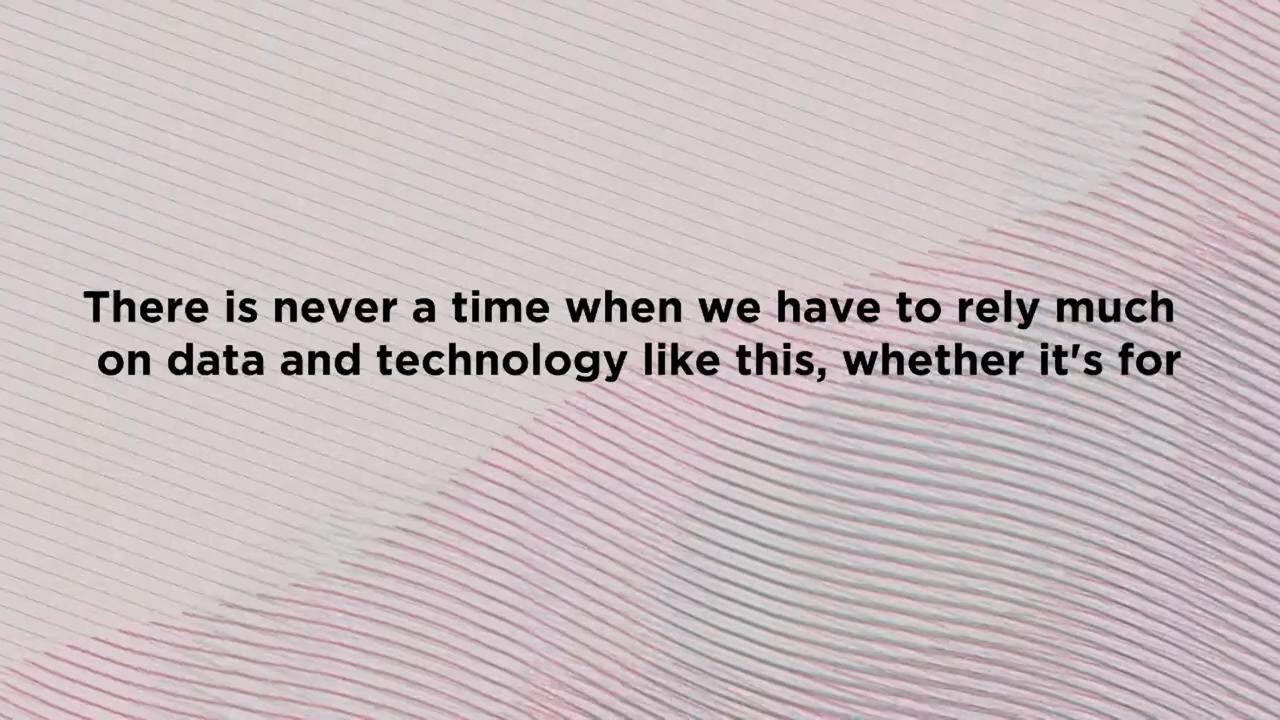 There is never a time when we have to rely much
on data and technology like this, whether it's for